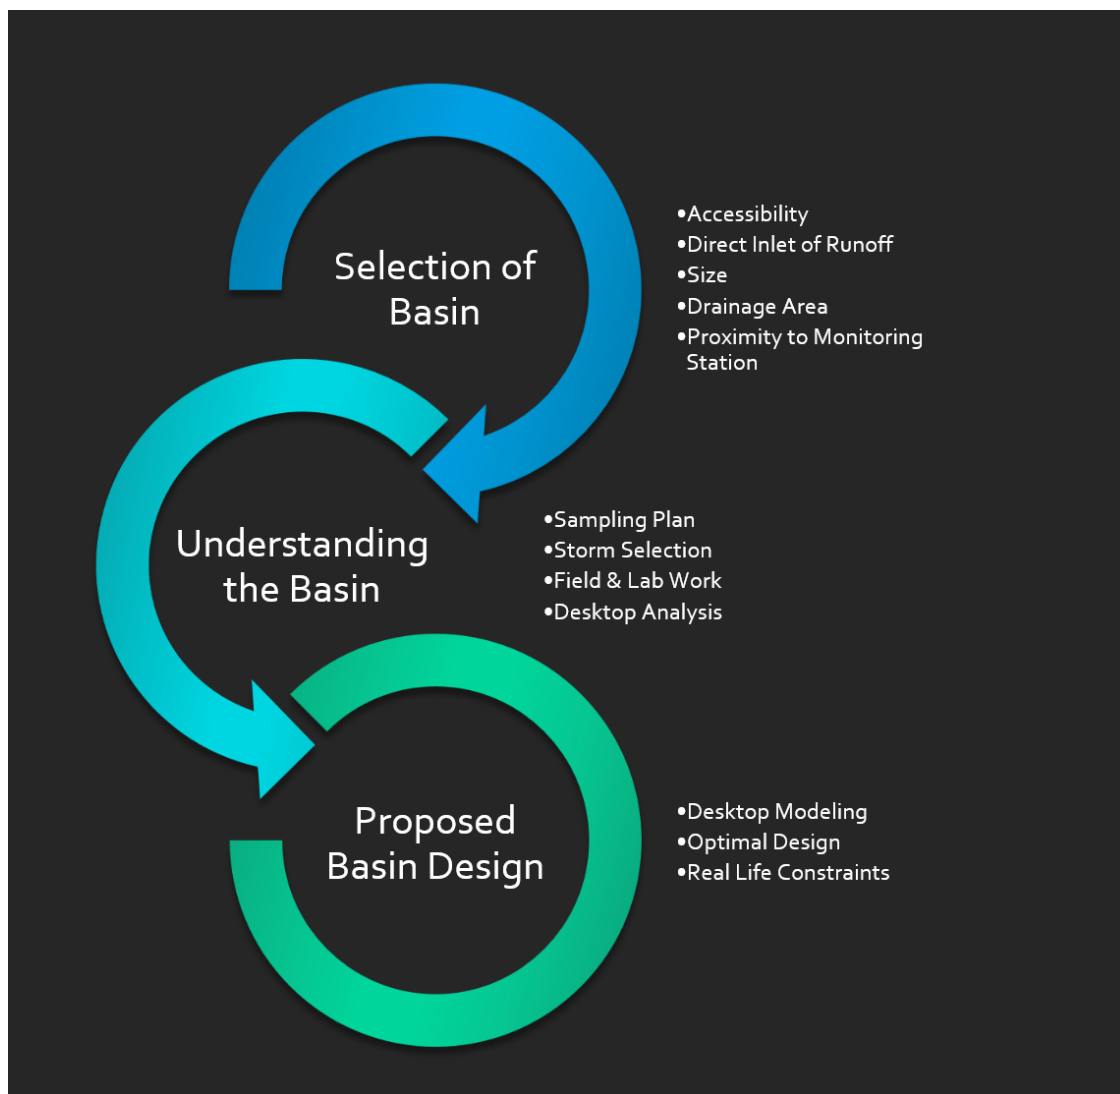 Selection of
Basin
•Accessibility
•Direct Inlet of Runoff
•Size
•Drainage Area
•Proximity to Monitoring
Station
Understanding
the Basin
•Sampling Plan
•Storm Selection
•Field & Lab Work
•Desktop Analysis
Proposed
Basin Design
•Desktop Modeling
•Optimal Design
•Real Life Constraints